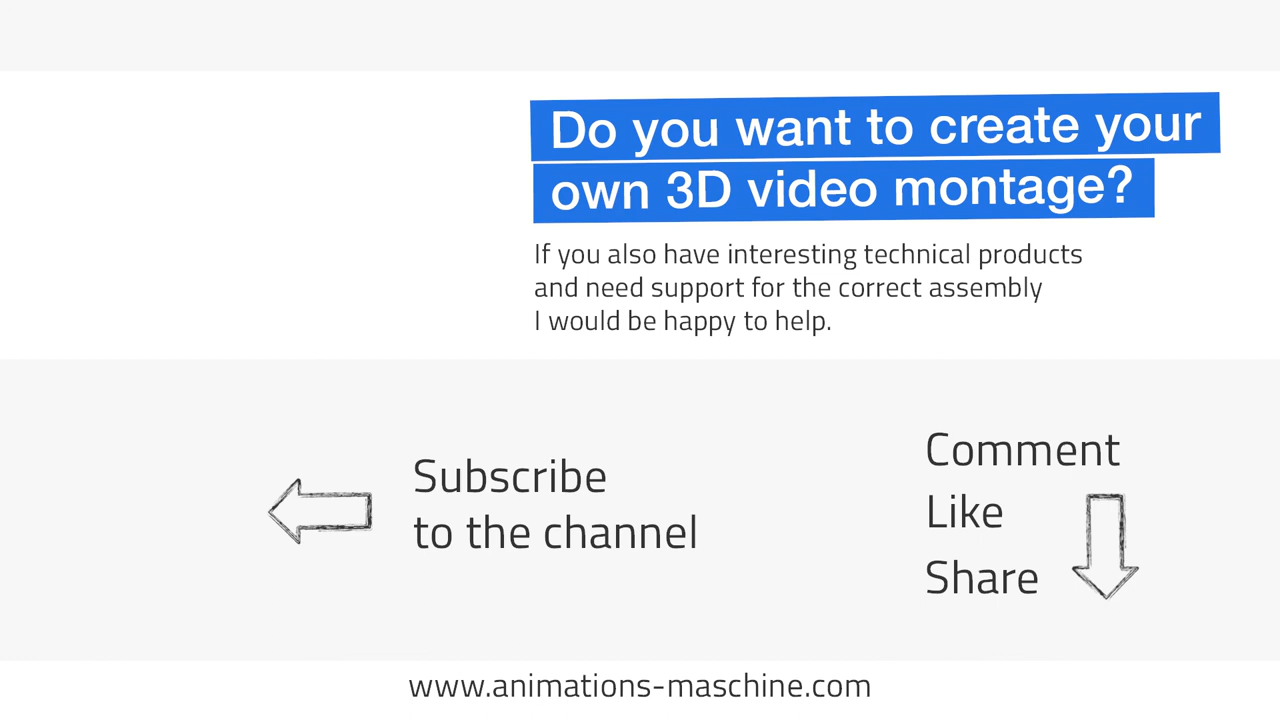 Do you want to create your
own 3D video montage?
If you also have interesting technical products
and need support for the correct assembly
I would be happy to help.
Subscribe
to the channel
Comment
Like
Share
www.animations-maschine.com